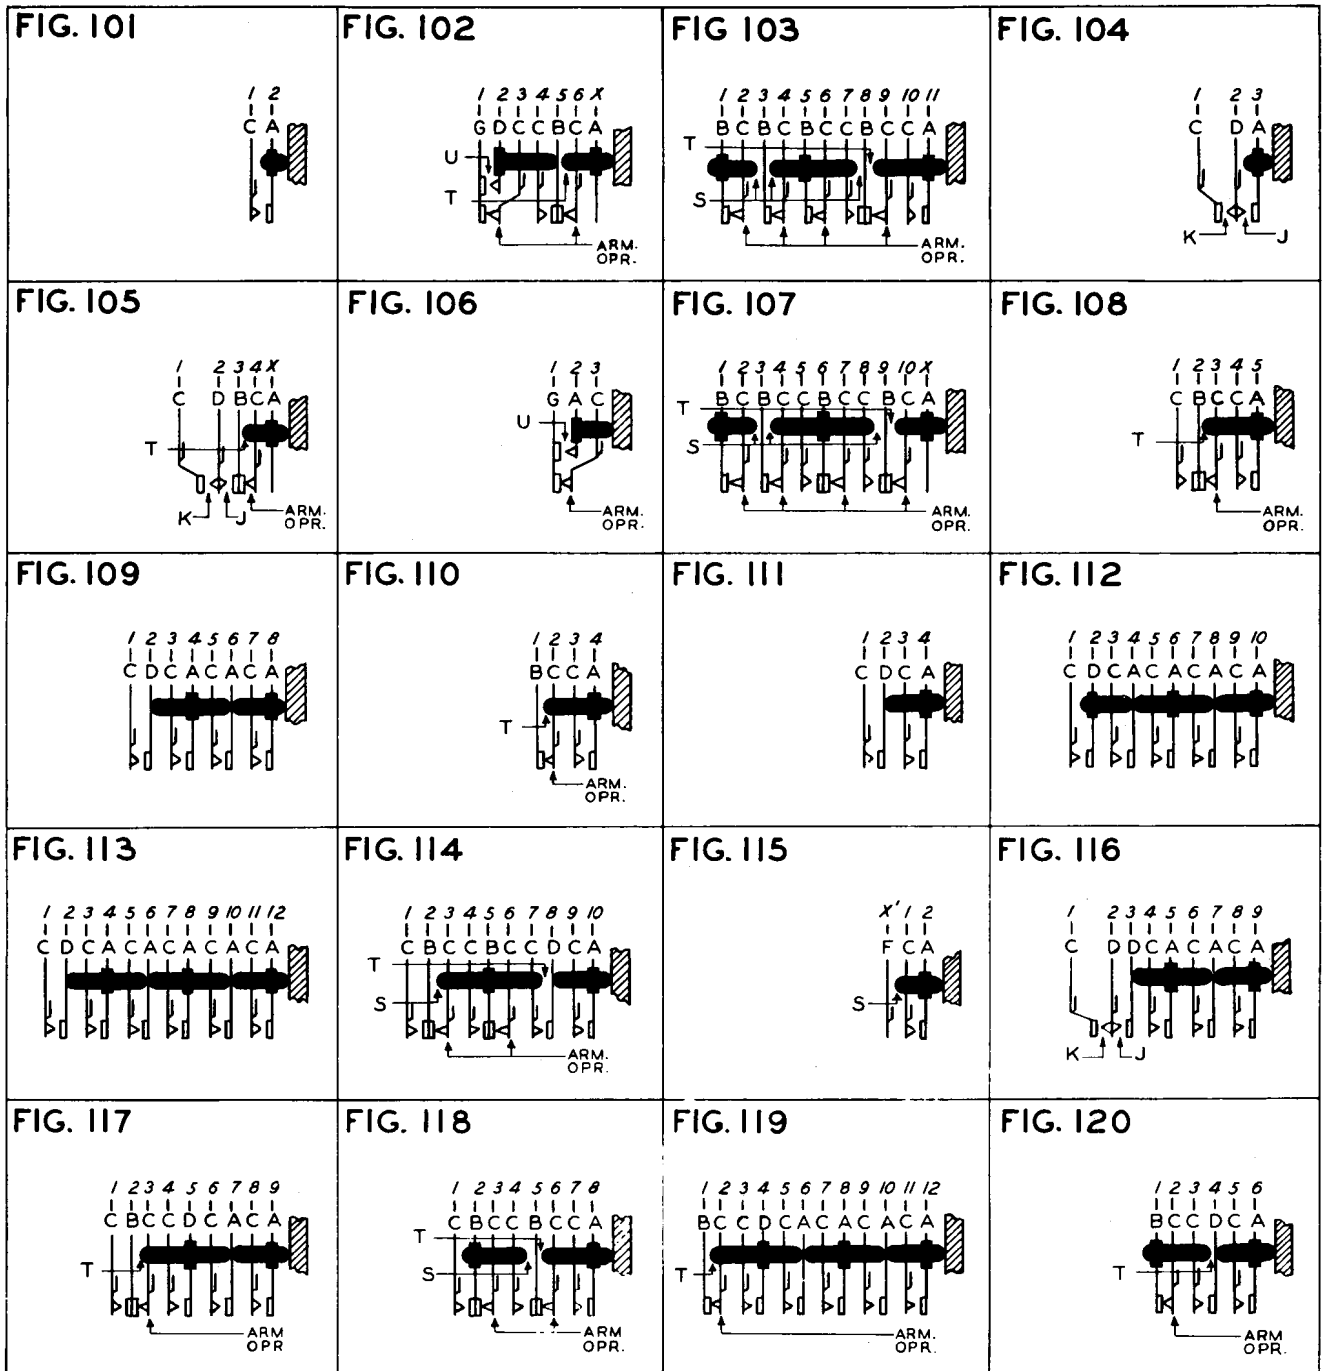 FIG. 101
1 2
C A
FIG. 102
1 2 3 4 5 6 X
G D C C B C A
U
T
ARM.
OPR.
FIG 103
1 2 3 4 5 6 7 8 9 10 11
B C B C B C C B C C A
T
S
ARM.
OPR.
FIG. 104
1 2 3
C D A
K J
FIG. 105
1 2 3 4 X
C D B C A
T
K J ARM.
OPR.
FIG. 106
1 2 3
G A C
U
ARM.
OPR.
FIG. 107
1 2 3 4 5 6 7 8 9 10 X
B C B C C B C C B C A
T
S
ARM.
OPR.
FIG. 108
1 2 3 4 5
C B C C A
T
ARM.
OPR.
FIG. 109
1 2 3 4 5 6 7 8
C D C A C A C A
FIG. 110
1 2 3 4
B C C A
T
ARM.
OPR.
FIG. 111
1 2 3 4
C D C A
FIG. 112
1 2 3 4 5 6 7 8 9 10
C D C A C A C A C A
FIG. 113
1 2 3 4 5 6 7 8 9 10 11 12
C D C A C A C A C A C A
FIG. 114
1 2 3 4 5 6 7 8 9 10
C B C C B C C D C A
T
S
ARM.
OPR.
FIG. 115
X' 1 2
F C A
S
FIG. 116
1 2 3 4 5 6 7 8 9
C D D C A C A C A
K J
FIG. 117
1 2 3 4 5 6 7 8 9
C B C C D C A C A
T
ARM
OPR
FIG. 118
1 2 3 4 5 6 7 8
C B C C B C C A
T
S
ARM.
OPR.
FIG. 119
1 2 3 4 5 6 7 8 9 10 11 12
B C C D C A C A C A C A
T
ARM.
OPR.
FIG. 120
1 2 3 4 5 6
B C C D C A
T
ARM
OPR.